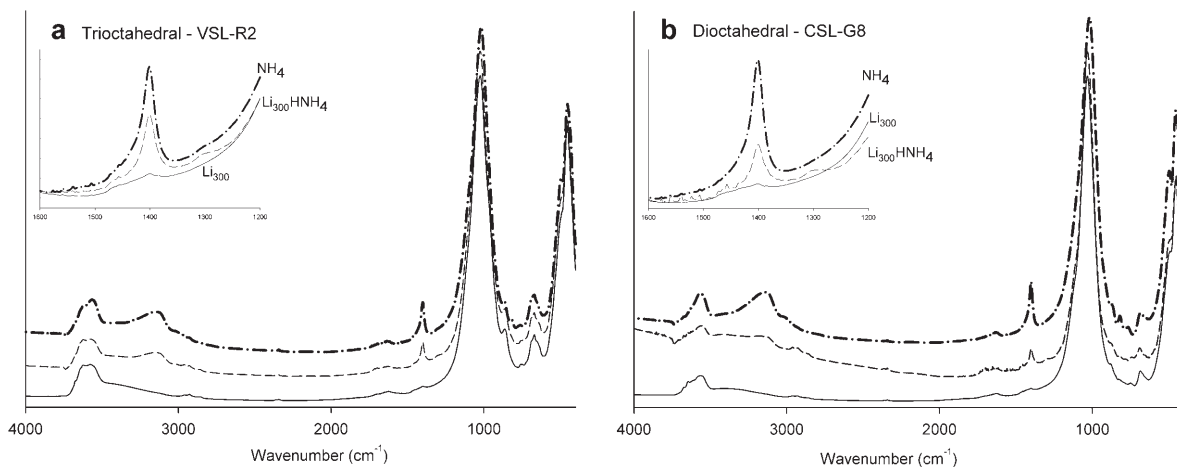 a Trioctahedral - VSL-R2
NH₄
Li₃₀₀HNH₄
Li₃₀₀
1600 1500 1400 1300 1200
4000 3000 2000 1000
Wavenumber (cm⁻¹)
b Dioctahedral - CSL-G8
NH₄
Li₃₀₀
Li₃₀₀HNH₄
1600 1500 1400 1300 1200
4000 3000 2000 1000
Wavenumber (cm⁻¹)